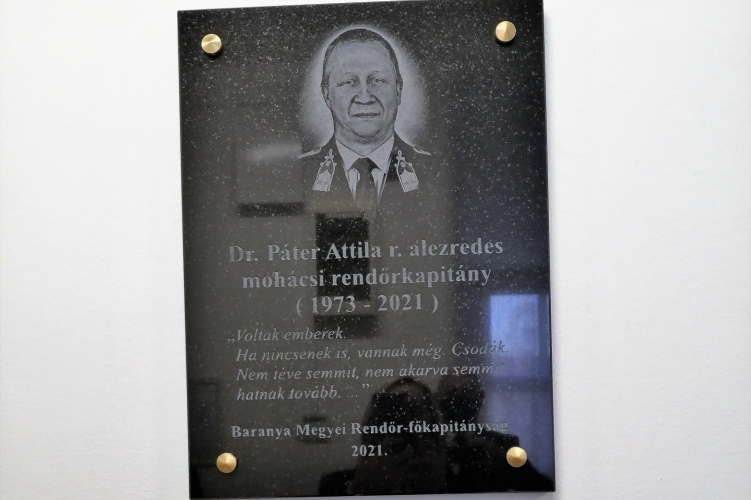 Dr. Páter Attila r. alezredes
mohácsi rendőrkapitány
( 1973 - 2021 )
„Voltak emberek.
Ha nincsenek is, vannak még. Csodák.
Nem téve semmit, nem akarva semmit
hatnak tovább. ...”
Baranya Megyei Rendőr-főkapitányság
2021.